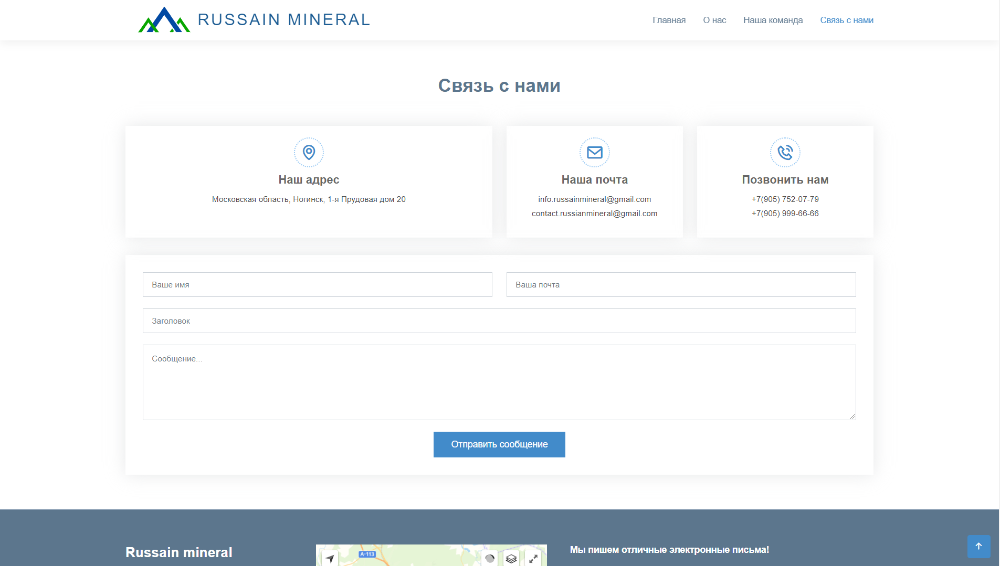 RUSSAIN MINERAL
Главная
О нас
Наша команда
Связь с нами
Связь с нами
Наш адрес
Московская область, Ногинск, 1-я Прудовая дом 20
Наша почта
info.russainmineral@gmail.com
contact.russianmineral@gmail.com
Позвонить нам
+7(905) 752-07-79
+7(905) 999-66-66
Ваше имя
Ваша почта
Заголовок
Сообщение...
Отправить сообщение
Russain mineral
А-113
Мы пишем отличные электронные письма!